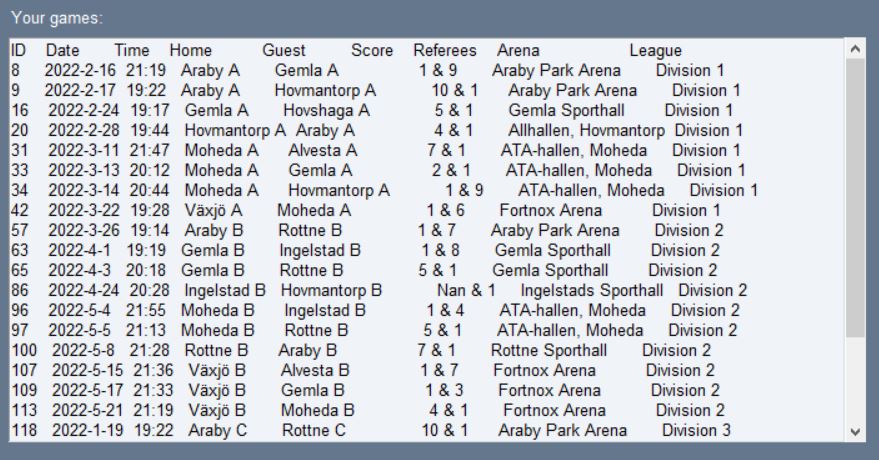 Your games:
ID Date Time Home Guest Score Referees Arena League
8 2022-2-16 21:19 Araby A Gemla A 1 & 9 Araby Park Arena Division 1
9 2022-2-17 19:22 Araby A Hovmantorp A 10 & 1 Araby Park Arena Division 1
16 2022-2-24 19:17 Gemla A Hovshaga A 5 & 1 Gemla Sporthall Division 1
20 2022-2-28 19:44 Hovmantorp A Araby A 4 & 1 Allhallen, Hovmantorp Division 1
31 2022-3-11 21:47 Moheda A Alvesta A 7 & 1 ATA-hallen, Moheda Division 1
33 2022-3-13 20:12 Moheda A Gemla A 2 & 1 ATA-hallen, Moheda Division 1
34 2022-3-14 20:44 Moheda A Hovmantorp A 1 & 9 ATA-hallen, Moheda Division 1
42 2022-3-22 19:28 Växjö A Moheda A 1 & 6 Fortnox Arena Division 1
57 2022-3-26 19:14 Araby B Rottne B 1 & 7 Araby Park Arena Division 2
63 2022-4-1 19:19 Gemla B Ingelstad B 1 & 8 Gemla Sporthall Division 2
65 2022-4-3 20:18 Gemla B Rottne B 5 & 1 Gemla Sporthall Division 2
86 2022-4-24 20:28 Ingelstad B Hovmantorp B Nan & 1 Ingelstads Sporthall Division 2
96 2022-5-4 21:55 Moheda B Ingelstad B 1 & 4 ATA-hallen, Moheda Division 2
97 2022-5-5 21:13 Moheda B Rottne B 5 & 1 ATA-hallen, Moheda Division 2
100 2022-5-8 21:28 Rottne B Araby B 7 & 1 Rottne Sporthall Division 2
107 2022-5-15 21:36 Växjö B Alvesta B 1 & 7 Fortnox Arena Division 2
109 2022-5-17 21:33 Växjö B Gemla B 1 & 3 Fortnox Arena Division 2
113 2022-5-21 21:19 Växjö B Moheda B 4 & 1 Fortnox Arena Division 2
118 2022-1-19 19:22 Araby C Rottne C 10 & 1 Araby Park Arena Division 3